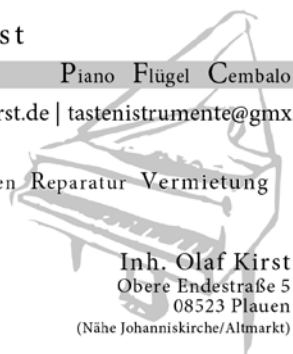 st
Piano Flügel Cembalo
rst.de | tastenistrumente@gmx
en Reparatur Vermietung
Inh. Olaf Kirst
Obere Endestraße 5
08523 Plauen
(Nähe Johanniskirche/Altmarkt)